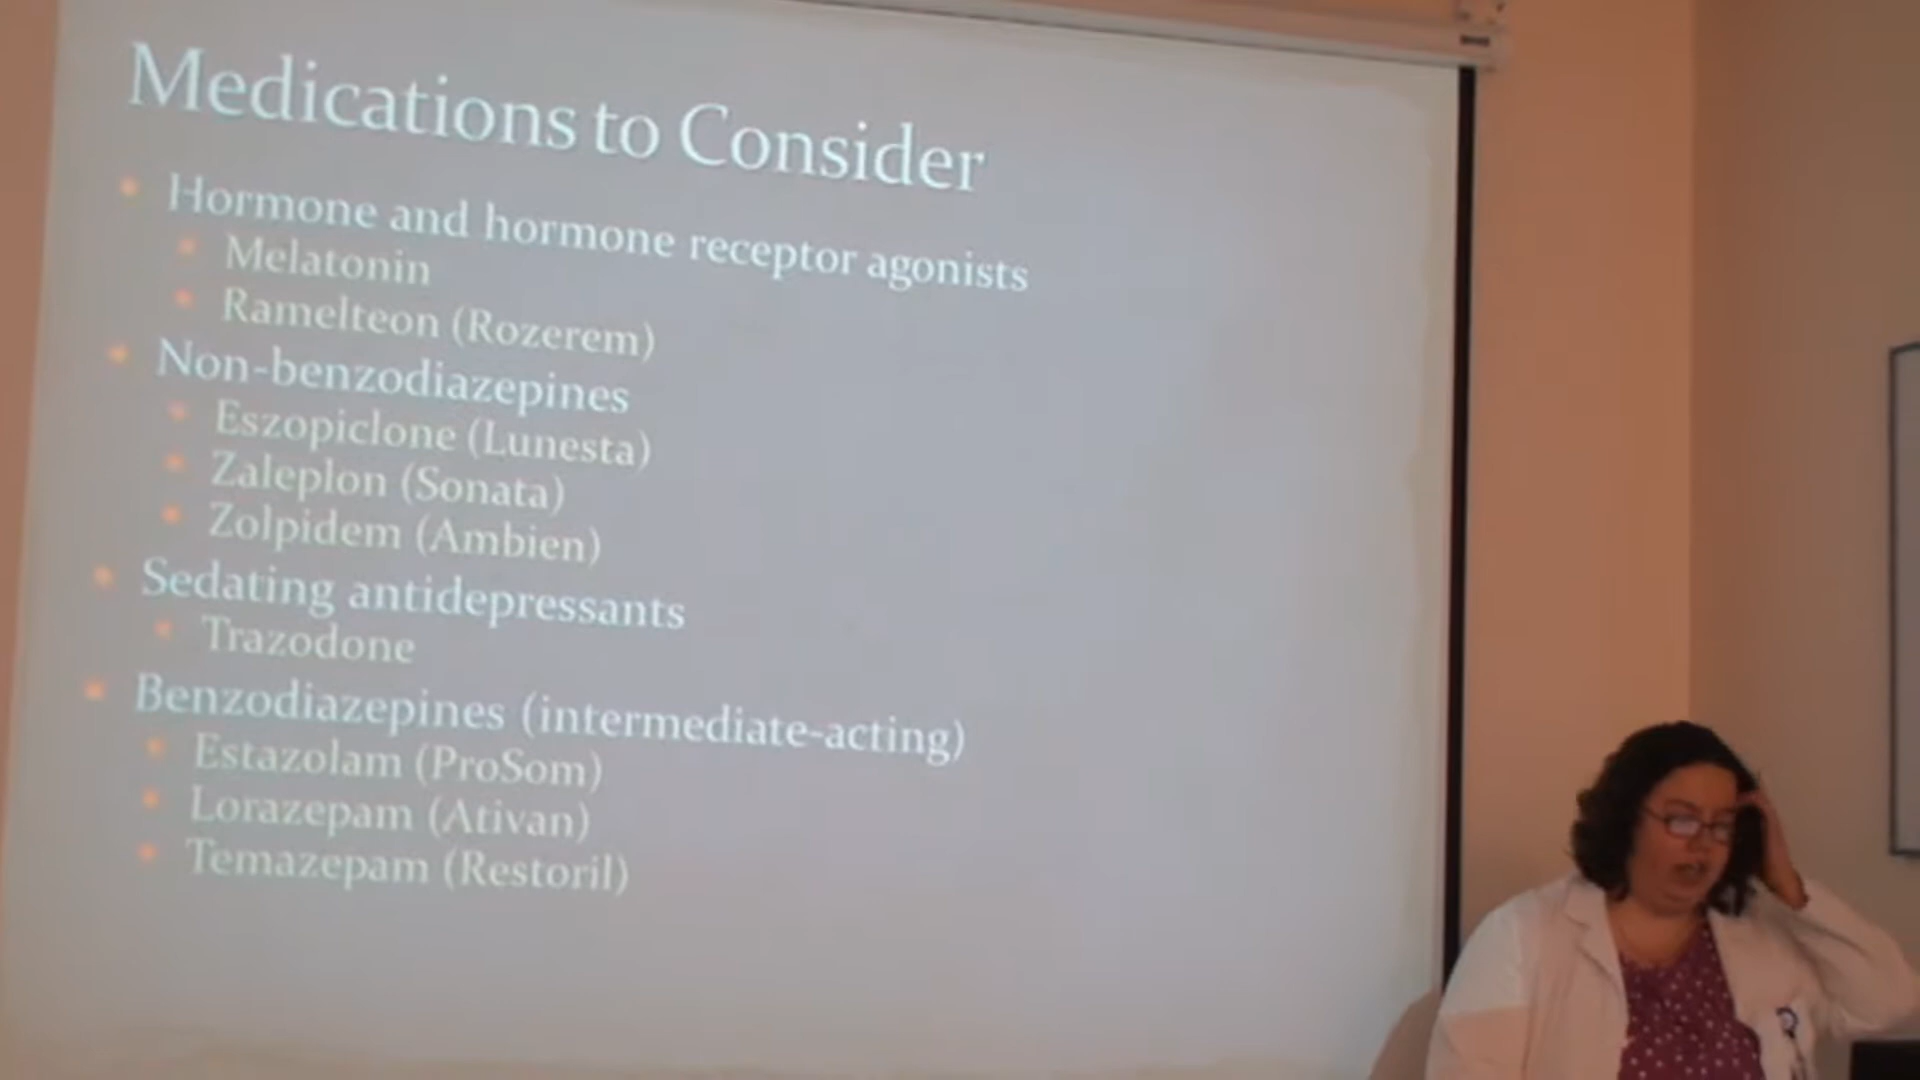 Medications to Consider
Hormone and hormone receptor agonists
Melatonin
Ramelteon (Rozerem)
Non-benzodiazepines
Eszopiclone (Lunesta)
Zaleplon (Sonata)
Zolpidem (Ambien)
Sedating antidepressants
Trazodone
Benzodiazepines (intermediate-acting)
Estazolam (ProSom)
Lorazepam (Ativan)
Temazepam (Restoril)